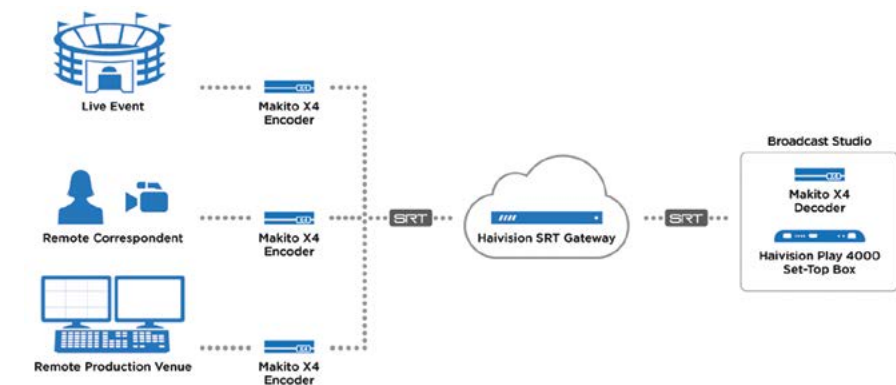 Live Event
Makito X4
Encoder
Remote Correspondent
Makito X4
Encoder
Remote Production Venue
Makito X4
Encoder
SRT
Haivision SRT Gateway
SRT
Broadcast Studio
Makito X4
Decoder
Haivision Play 4000
Set-Top Box